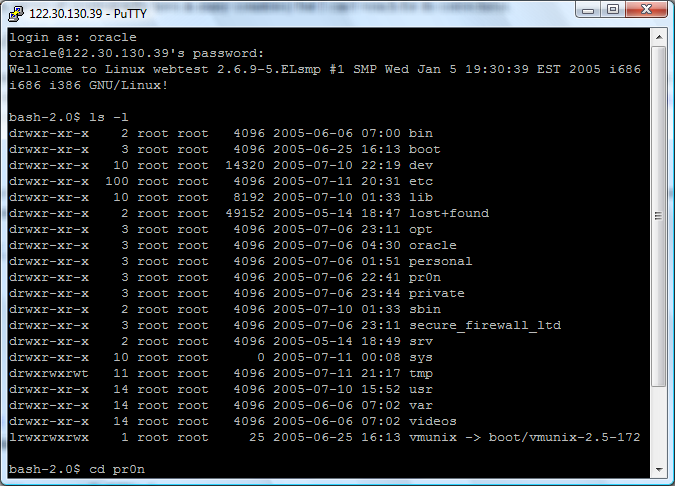 122.30.130.39 - PuTTY
login as: oracle
oracle@122.30.130.39's password:
Wellcome to Linux webtest 2.6.9-5.ELsmp #1 SMP Wed Jan 5 19:30:39 EST 2005 i686
i686 i386 GNU/Linux!
bash-2.0$ ls -l
drwxr-xr-x 2 root root 4096 2005-06-06 07:00 bin
drwxr-xr-x 3 root root 4096 2005-06-25 16:13 boot
drwxr-xr-x 10 root root 14320 2005-07-10 22:19 dev
drwxr-xr-x 100 root root 4096 2005-07-11 20:31 etc
drwxr-xr-x 10 root root 8192 2005-07-10 01:33 lib
drwxr-xr-x 2 root root 49152 2005-05-14 18:47 lost+found
drwxr-xr-x 3 root root 4096 2005-07-06 23:11 opt
drwxr-xr-x 3 root root 4096 2005-07-06 04:30 oracle
drwxr-xr-x 3 root root 4096 2005-07-06 01:51 personal
drwxr-xr-x 3 root root 4096 2005-07-06 22:41 pr0n
drwxr-xr-x 3 root root 4096 2005-07-06 23:44 private
drwxr-xr-x 2 root root 4096 2005-07-10 01:33 sbin
drwxr-xr-x 3 root root 4096 2005-07-06 23:11 secure_firewall_ltd
drwxr-xr-x 2 root root 4096 2005-05-14 18:49 srv
drwxr-xr-x 10 root root 0 2005-07-11 00:08 sys
drwxrwxrwt 11 root root 4096 2005-07-11 21:17 tmp
drwxr-xr-x 14 root root 4096 2005-07-10 15:52 usr
drwxr-xr-x 14 root root 4096 2005-06-06 07:02 var
drwxr-xr-x 14 root root 4096 2005-06-06 07:02 videos
lrwxrwxrwx 1 root root 25 2005-06-25 16:13 vmunix -> boot/vmunix-2.5-172
bash-2.0$ cd pr0n